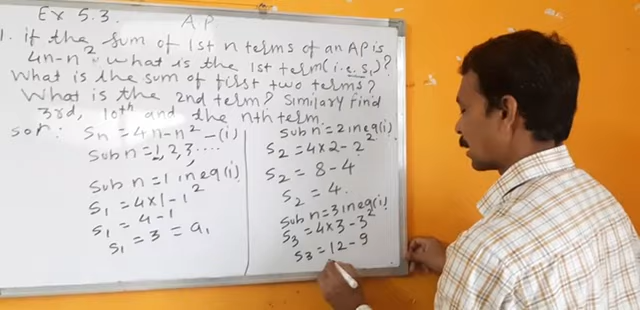 Ex 5.3. AP
1. if the sum of 1st n terms of an AP is
4n-n². what is the 1st term (i.e. S₁)?
What is the sum of first two terms?
What is the 2nd term? Similary find
3rd, 10th and the nth term.
Sol: Sn = 4n-n² -(i)
Sub n=1,2,3....
Sub n=1 in eq(i)
S₁ = 4×1-1²
S₁ = 4-1
S₁ = 3 = a₁
Sub n=2 in eq(i)
S₂ = 4×2-2²
S₂ = 8-4
S₂ = 4.
Sub n=3 in eq(i)
S₃ = 4×3-3²
S₃ = 12-9